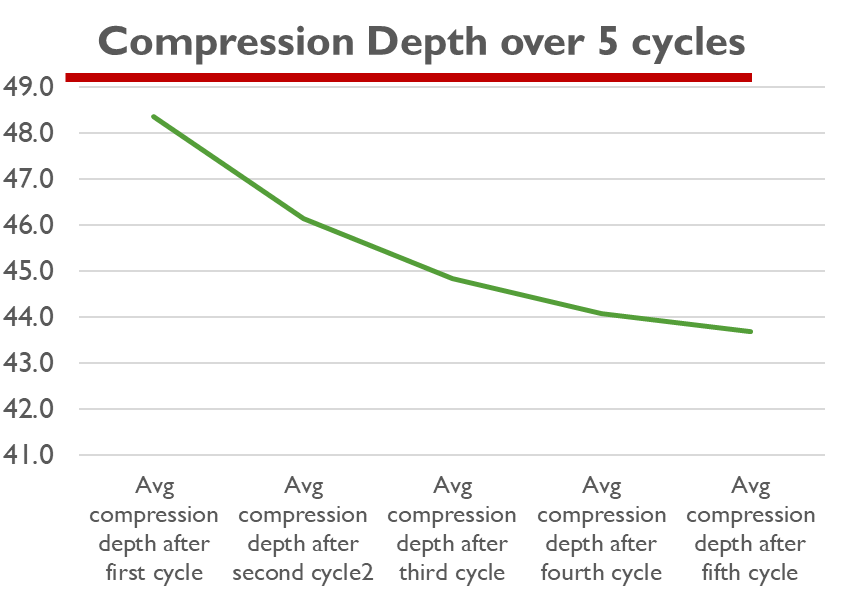 Compression Depth over 5 cycles
49.0
48.0
47.0
46.0
45.0
44.0
43.0
42.0
41.0
Avg
compression
depth after
first cycle
Avg
compression
depth after
second cycle2
Avg
compression
depth after
third cycle
Avg
compression
depth after
fourth cycle
Avg
compression
depth after
fifth cycle